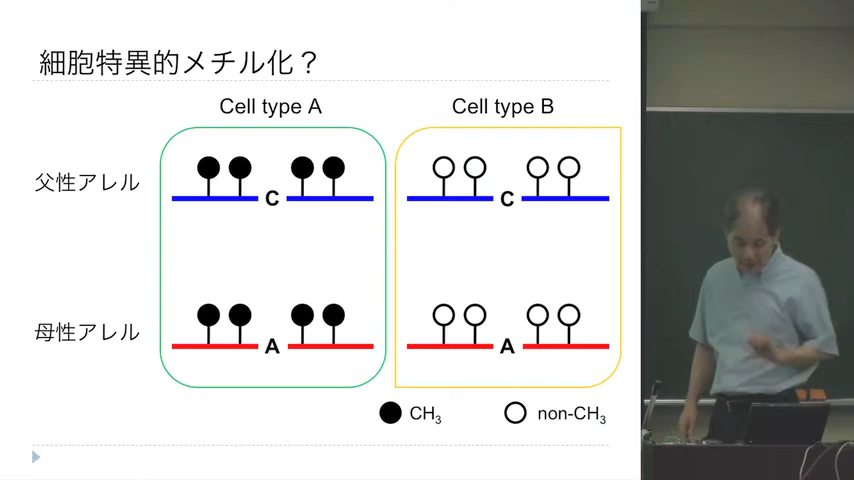 細胞特異的メチル化？
Cell type A
Cell type B
父性アレル
C
C
母性アレル
A
A
CH3
non-CH3